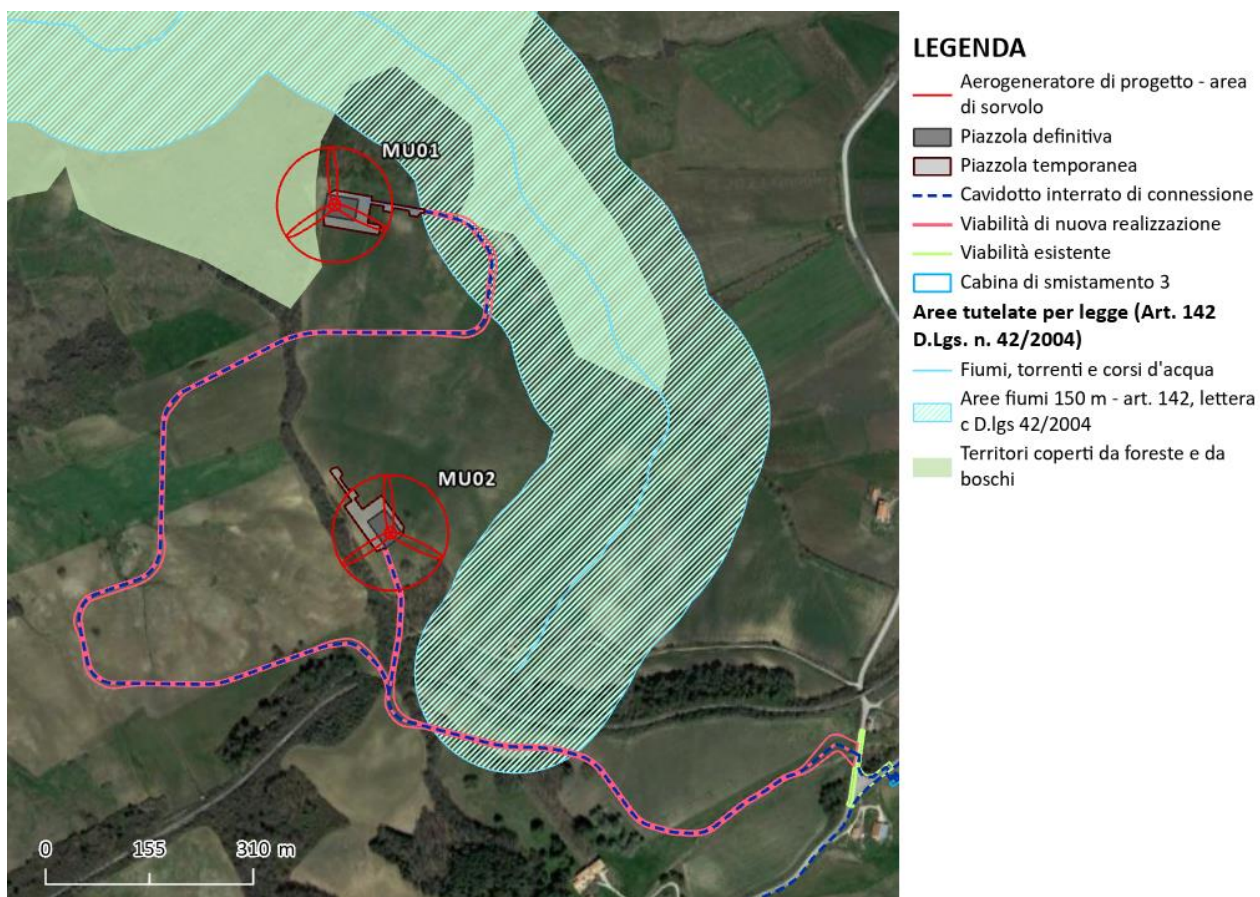 MU01
MU02
0 155 310 m
LEGENDA
Aerogeneratore di progetto - area
di sorvolo
Piazzola definitiva
Piazzola temporanea
Cavidotto interrato di connessione
Viabilità di nuova realizzazione
Viabilità esistente
Cabina di smistamento 3
Aree tutelate per legge (Art. 142
D.Lgs. n. 42/2004)
Fiumi, torrenti e corsi d'acqua
Aree fiumi 150 m - art. 142, lettera
c D.lgs 42/2004
Territori coperti da foreste e da
boschi